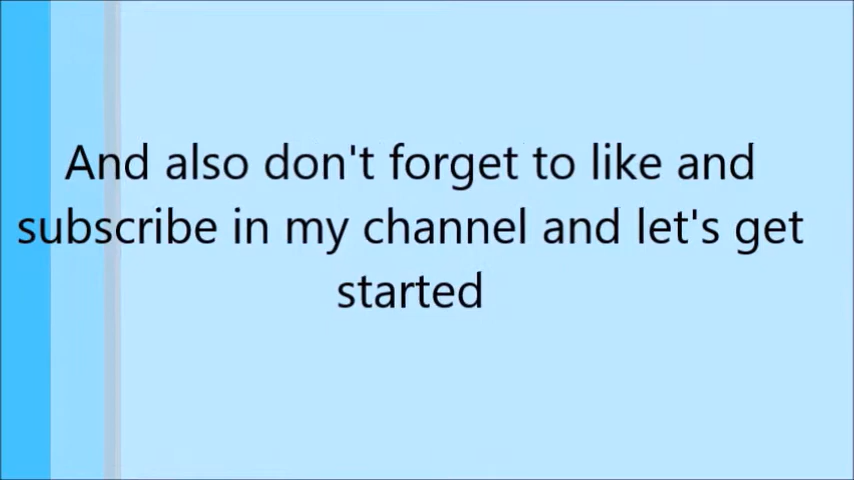 And also don't forget to like and
subscribe in my channel and let's get
started